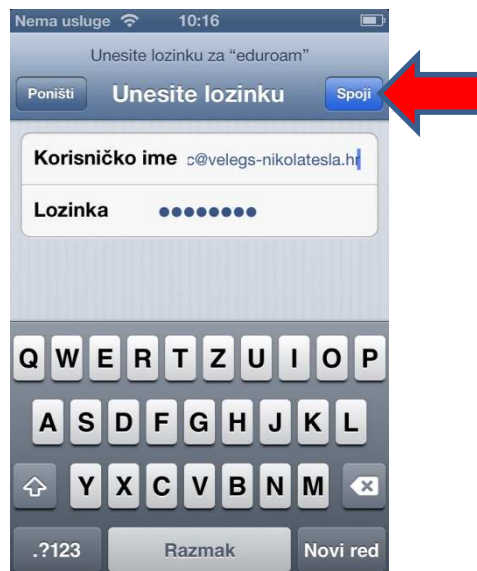 Nema usluge 10:16
Unesite lozinku za “eduroam”
Poništi Unesite lozinku Spoji
Korisničko ime c@velegs-nikolatesla.hr
Lozinka ••••••••
Q W E R T Z U I O P
A S D F G H J K L
Y X C V B N M
.?123 Razmak Novi red